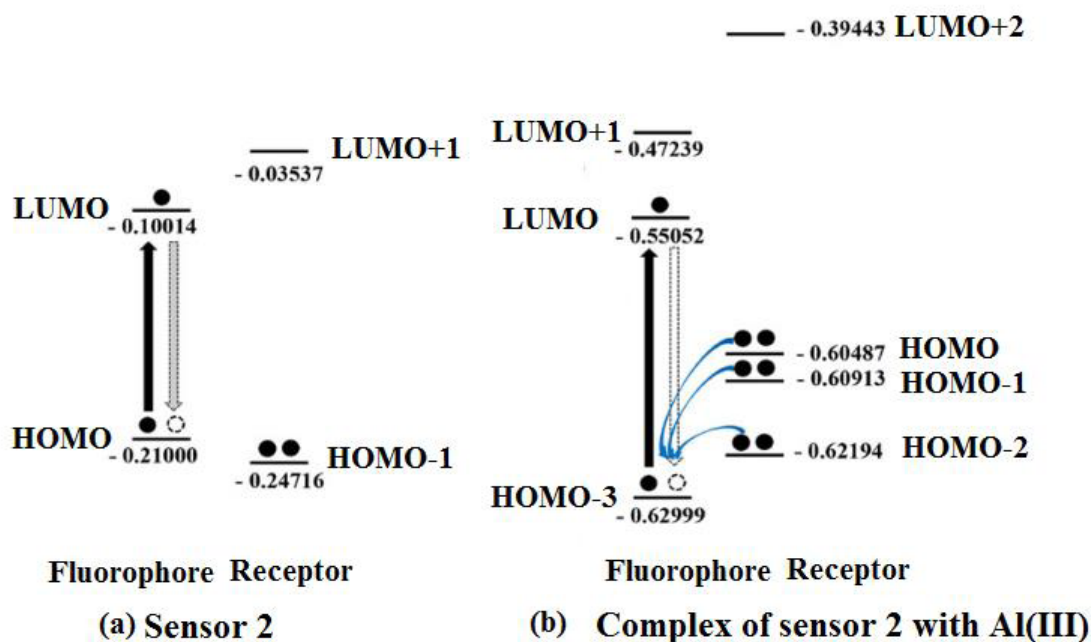 - 0.39443 LUMO+2
LUMO+1
- 0.03537
LUMO
- 0.10014
HOMO
- 0.21000
HOMO-1
- 0.24716
Fluorophore Receptor
(a) Sensor 2
LUMO+1
- 0.47239
LUMO
- 0.55052
- 0.60487 HOMO
- 0.60913 HOMO-1
- 0.62194 HOMO-2
HOMO-3
- 0.62999
Fluorophore Receptor
(b) Complex of sensor 2 with Al(III)